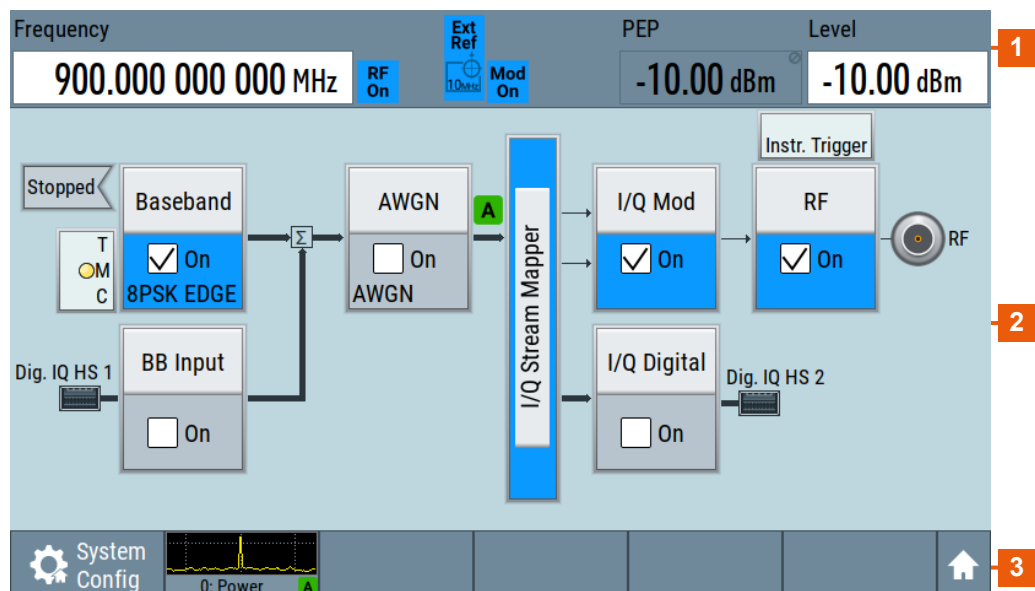 Frequency
900.000 000 000 MHz
RF
On
Ext
Ref
10MHz
Mod
On
PEP
-10.00 dBm
Level
-10.00 dBm
1
Instr. Trigger
Stopped
Baseband
On
8PSK EDGE
T
M
C
Σ
AWGN
On
AWGN
A
I/Q Stream Mapper
I/Q Mod
On
RF
On
RF
2
Dig. IQ HS 1
BB Input
On
I/Q Digital
On
Dig. IQ HS 2
System
Config
0: Power
A
3